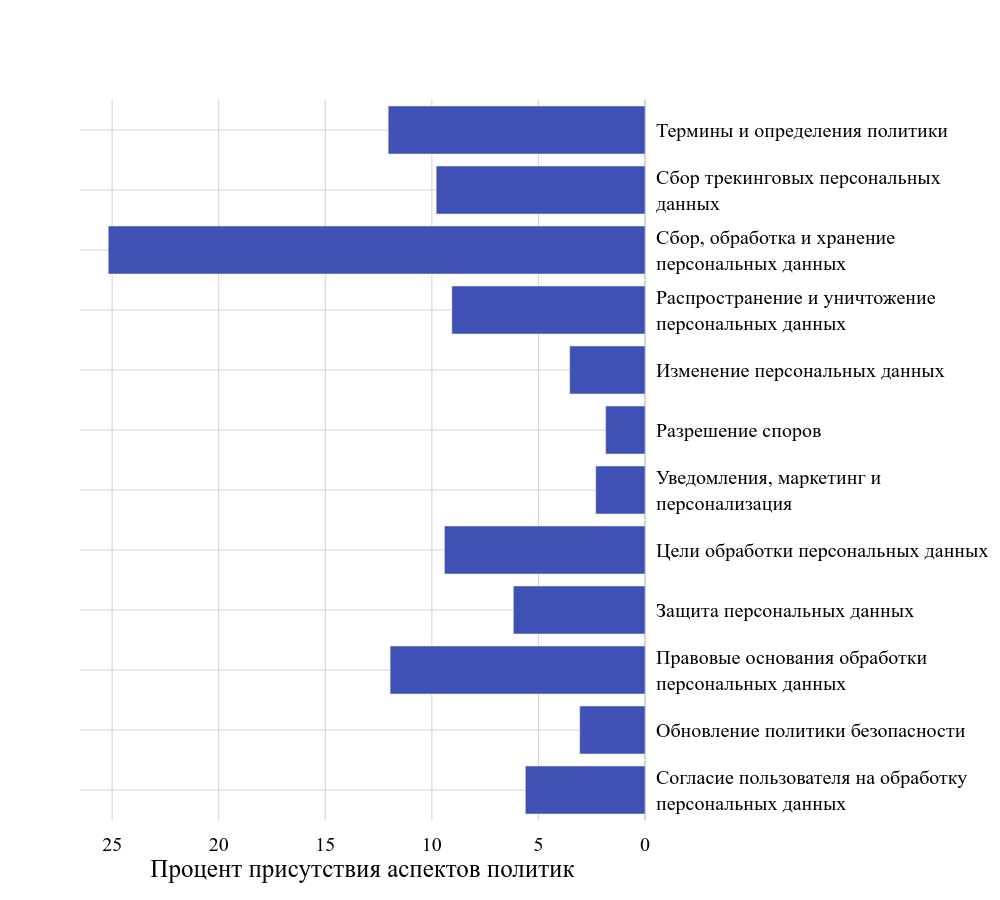 Термины и определения политики
Сбор трекинговых персональных
данных
Сбор, обработка и хранение
персональных данных
Распространение и уничтожение
персональных данных
Изменение персональных данных
Разрешение споров
Уведомления, маркетинг и
персонализация
Цели обработки персональных данных
Защита персональных данных
Правовые основания обработки
персональных данных
Обновление политики безопасности
Согласие пользователя на обработку
персональных данных
25 20 15 10 5 0
Процент присутствия аспектов политик